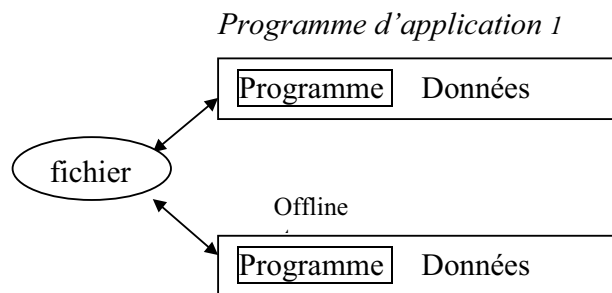 Programme d'application 1
Programme Données
fichier
Offline
Programme Données